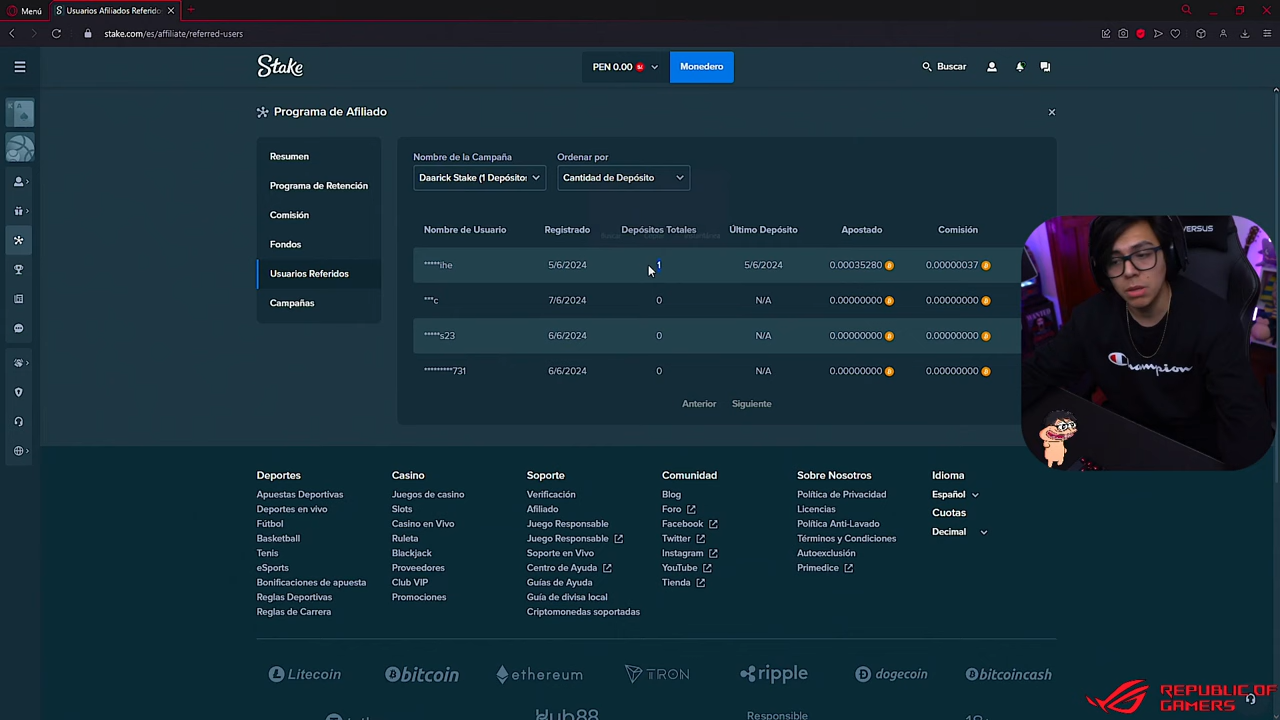 Menú
Usuarios Afiliados Referido
stake.com/es/affiliate/referred-users
Stake
PEN 0.00
Monedero
Buscar
Programa de Afiliado
Resumen
Programa de Retención
Comisión
Fondos
Usuarios Referidos
Campañas
Nombre de la Campaña
Ordenar por
Daarick Stake (1 Depósito
Cantidad de Depósito
Nombre de Usuario Registrado Depósitos Totales Último Depósito Apostado Comisión
*****ihe 5/6/2024 1 5/6/2024 0.00035280 0.00000037
***c 7/6/2024 0 N/A 0.00000000 0.00000000
*****s23 6/6/2024 0 N/A 0.00000000 0.00000000
*********731 6/6/2024 0 N/A 0.00000000 0.00000000
Anterior Siguiente
VERSUS
Champion
Deportes
Apuestas Deportivas
Deportes en vivo
Fútbol
Basketball
Tenis
eSports
Bonificaciones de apuesta
Reglas Deportivas
Reglas de Carrera
Casino
Juegos de casino
Slots
Casino en Vivo
Ruleta
Blackjack
Proveedores
Club VIP
Promociones
Soporte
Verificación
Afiliado
Juego Responsable
Juego Responsable
Soporte en Vivo
Centro de Ayuda
Guías de Ayuda
Guía de divisa local
Criptomonedas soportadas
Comunidad
Blog
Foro
Facebook
Twitter
Instagram
YouTube
Tienda
Sobre Nosotros
Política de Privacidad
Licencias
Política Anti-Lavado
Términos y Condiciones
Autoexclusión
Primedice
Idioma
Español
Cuotas
Decimal
Litecoin bitcoin ethereum TRON ripple dogecoin bitcoincash
Responsible
REPUBLIC OF
GAMERS